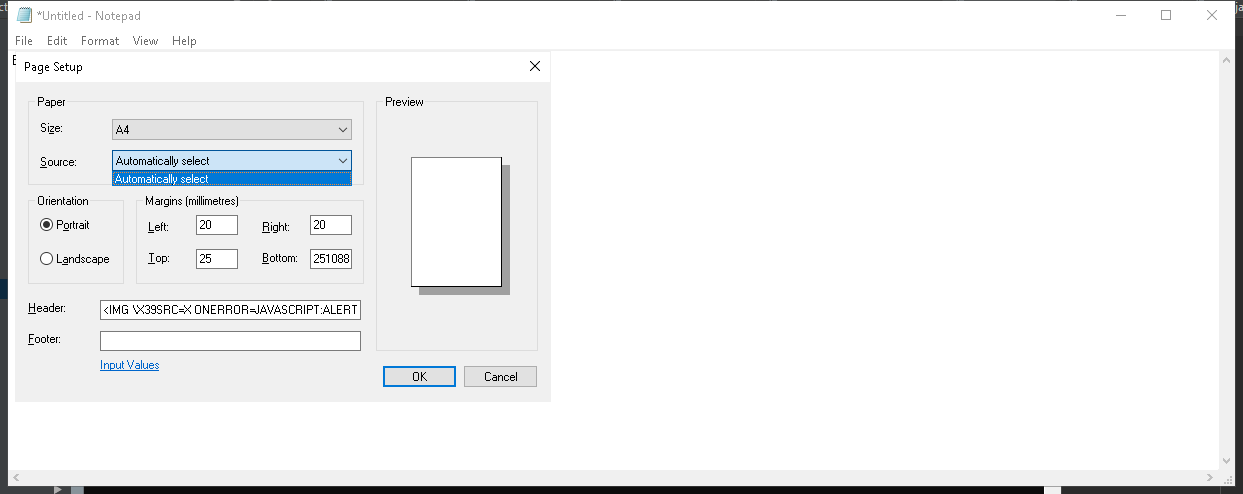 *Untitled - Notepad
File Edit Format View Help
Page Setup
Paper
Preview
Size: A4
Source: Automatically select
Automatically select
Orientation
Margins (millimetres)
Portrait
Left: 20 Right: 20
Landscape
Top: 25 Bottom: 251088
Header: <IMG \X39SRC=X ONERROR=JAVASCRIPT:ALERT
Footer:
Input Values
OK Cancel